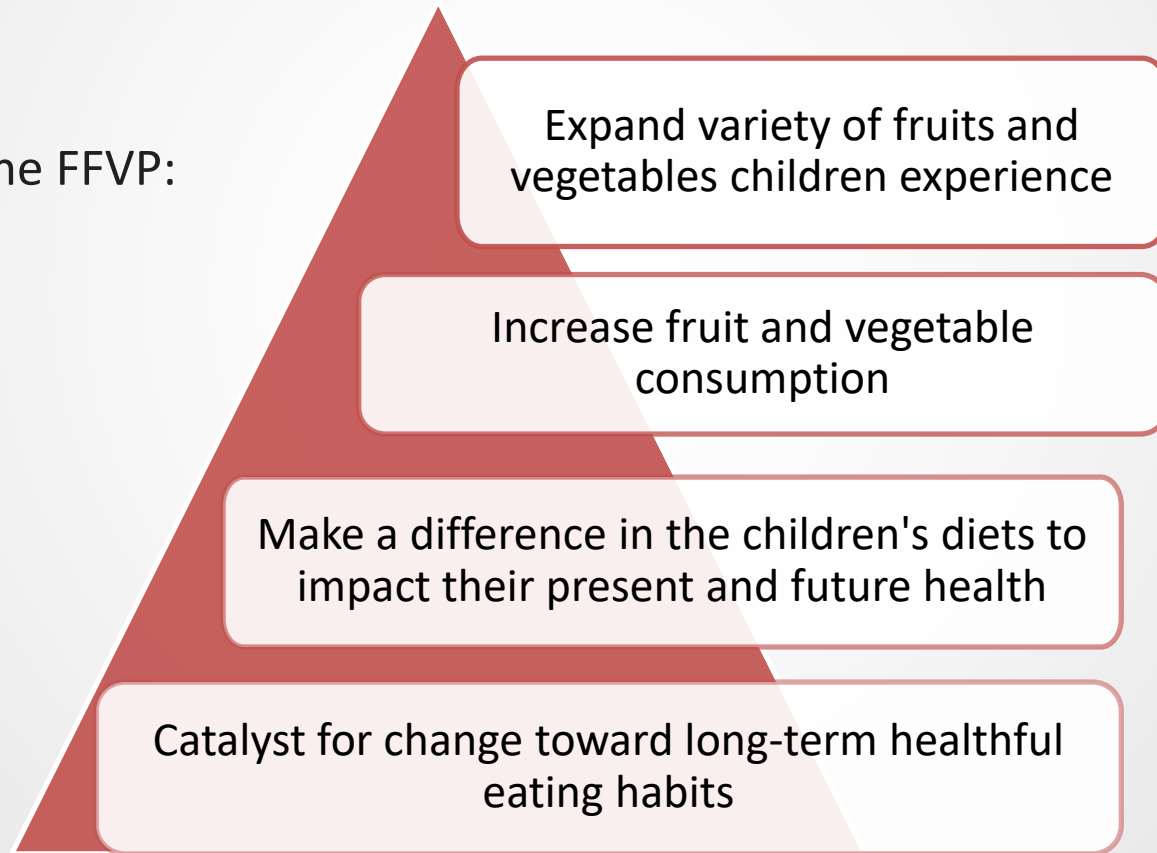 he FFVP:
Expand variety of fruits and
vegetables children experience
Increase fruit and vegetable
consumption
Make a difference in the children's diets to
impact their present and future health
Catalyst for change toward long-term healthful
eating habits